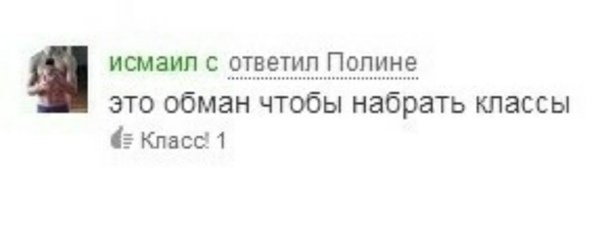 исмаил с ответил Полине
это обман чтобы набрать классы
Класс! 1